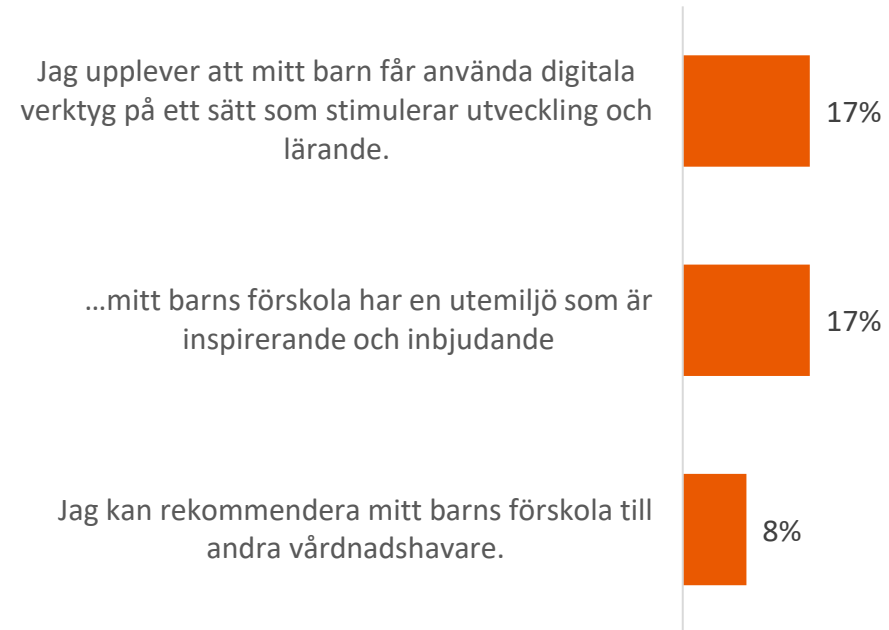 Jag upplever att mitt barn får använda digitala
verktyg på ett sätt som stimulerar utveckling och
lärande.
17%
…mitt barns förskola har en utemiljö som är
inspirerande och inbjudande
17%
Jag kan rekommendera mitt barns förskola till
andra vårdnadshavare.
8%